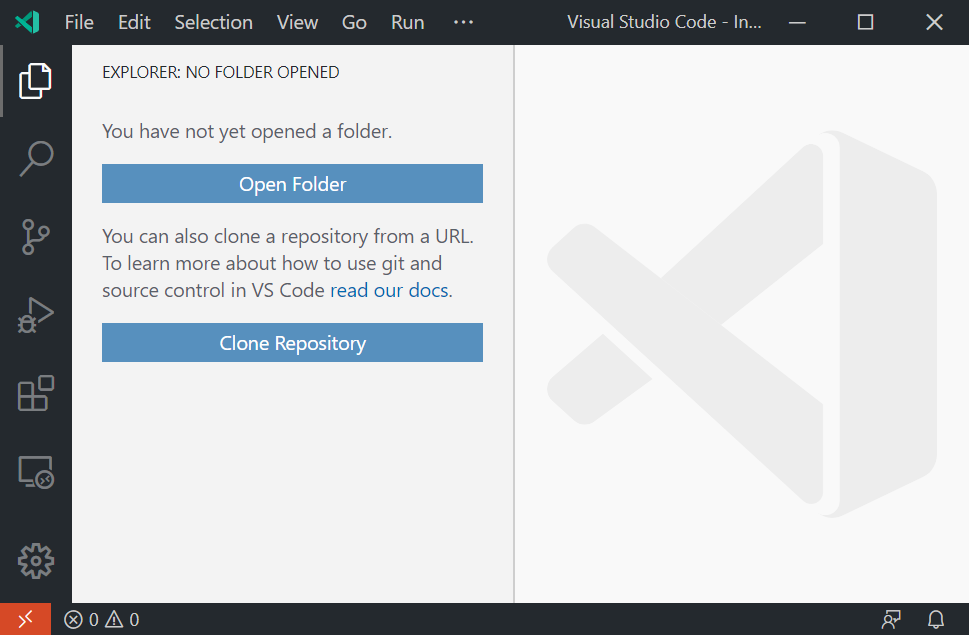 File Edit Selection View Go Run ··· Visual Studio Code - In...
EXPLORER: NO FOLDER OPENED
You have not yet opened a folder.
Open Folder
You can also clone a repository from a URL.
To learn more about how to use git and
source control in VS Code read our docs.
Clone Repository
0 0